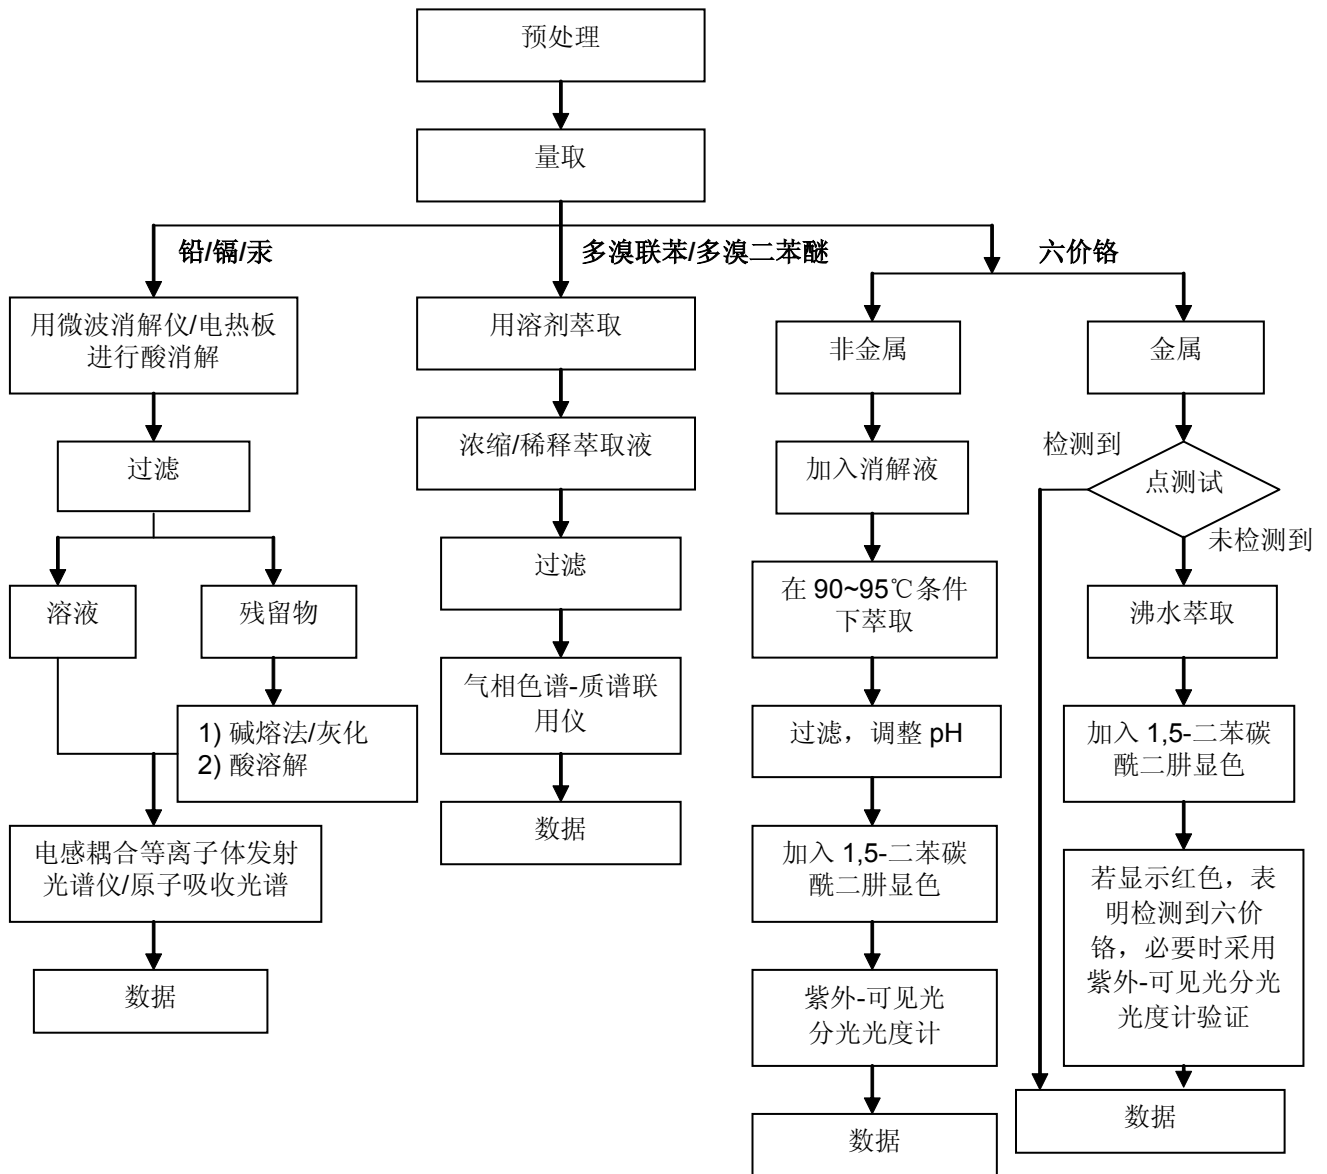 预处理
量取
铅/镉/汞
多溴联苯/多溴二苯醚
六价铬
用微波消解仪/电热板
进行酸消解
过滤
溶液
残留物
1) 碱熔法/灰化
2) 酸溶解
电感耦合等离子体发射
光谱仪/原子吸收光谱
数据
用溶剂萃取
浓缩/稀释萃取液
过滤
气相色谱-质谱联
用仪
数据
非金属
加入消解液
在 90~95℃条件
下萃取
过滤，调整 pH
加入 1,5-二苯碳
酰二肼显色
紫外-可见光
分光光度计
数据
金属
检测到
点测试
未检测到
沸水萃取
加入 1,5-二苯碳
酰二肼显色
若显示红色，表
明检测到六价
铬，必要时采用
紫外-可见光分光
光度计验证
数据